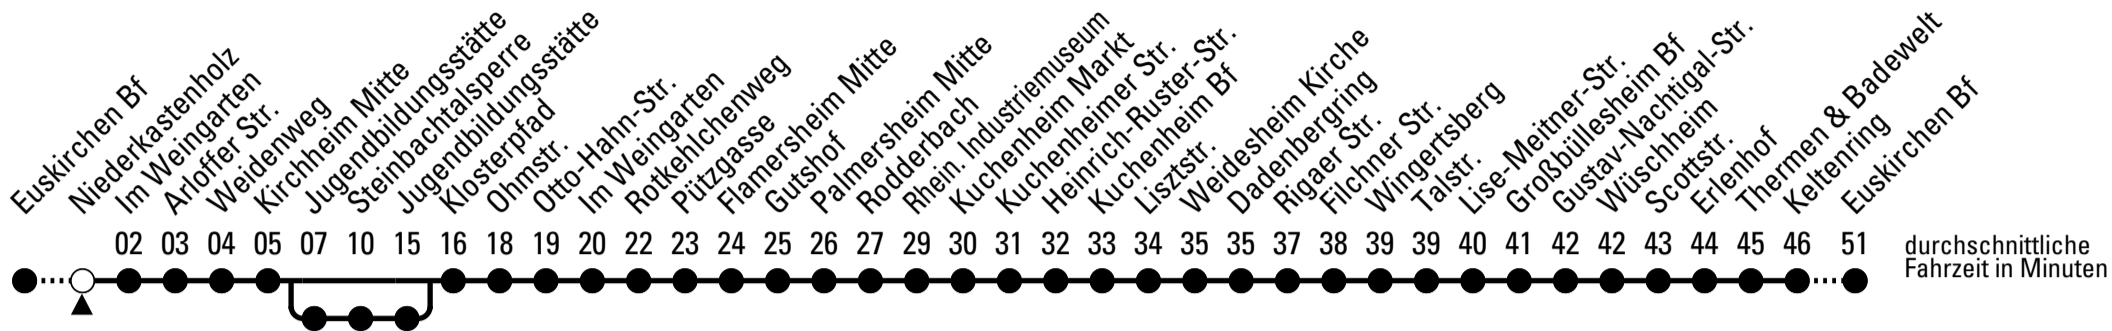 Euskirchen Bf
Niederkastenholz
Im Weingarten
Arloffer Str.
Weidenweg
Kirchheim Mitte
Jugendbildungsstätte
Steinbachtalsperre
Jugendbildungsstätte
Klosterpfad
Ohmstr.
Otto-Hahn-Str.
Im Weingarten
Rotkehlchenweg
Pützgasse
Flamersheim Mitte
Gutshof
Palmersheim Mitte
Rodderbach
Rhein. Industriemuseum
Kuchenheim Markt
Kuchenheimer Str.
Heinrich-Ruster-Str.
Kuchenheim Bf
Lisztstr.
Weidesheim Kirche
Dadenbergring
Rigaer Str.
Filchner Str.
Wingertsberg
Talstr.
Lise-Meitner-Str.
Großbüllesheim Bf
Gustav-Nachtigal-Str.
Wüschheim
Scottstr.
Erlenhof
Thermen & Badewelt
Keltenring
Euskirchen Bf
02 03 04 05 07 10 15 16 18 19 20 22 23 24 25 26 27 29 30 31 32 33 34 35 35 37 38 39 39 40 41 42 42 43 44 45 46 51
durchschnittliche
Fahrzeit in Minuten